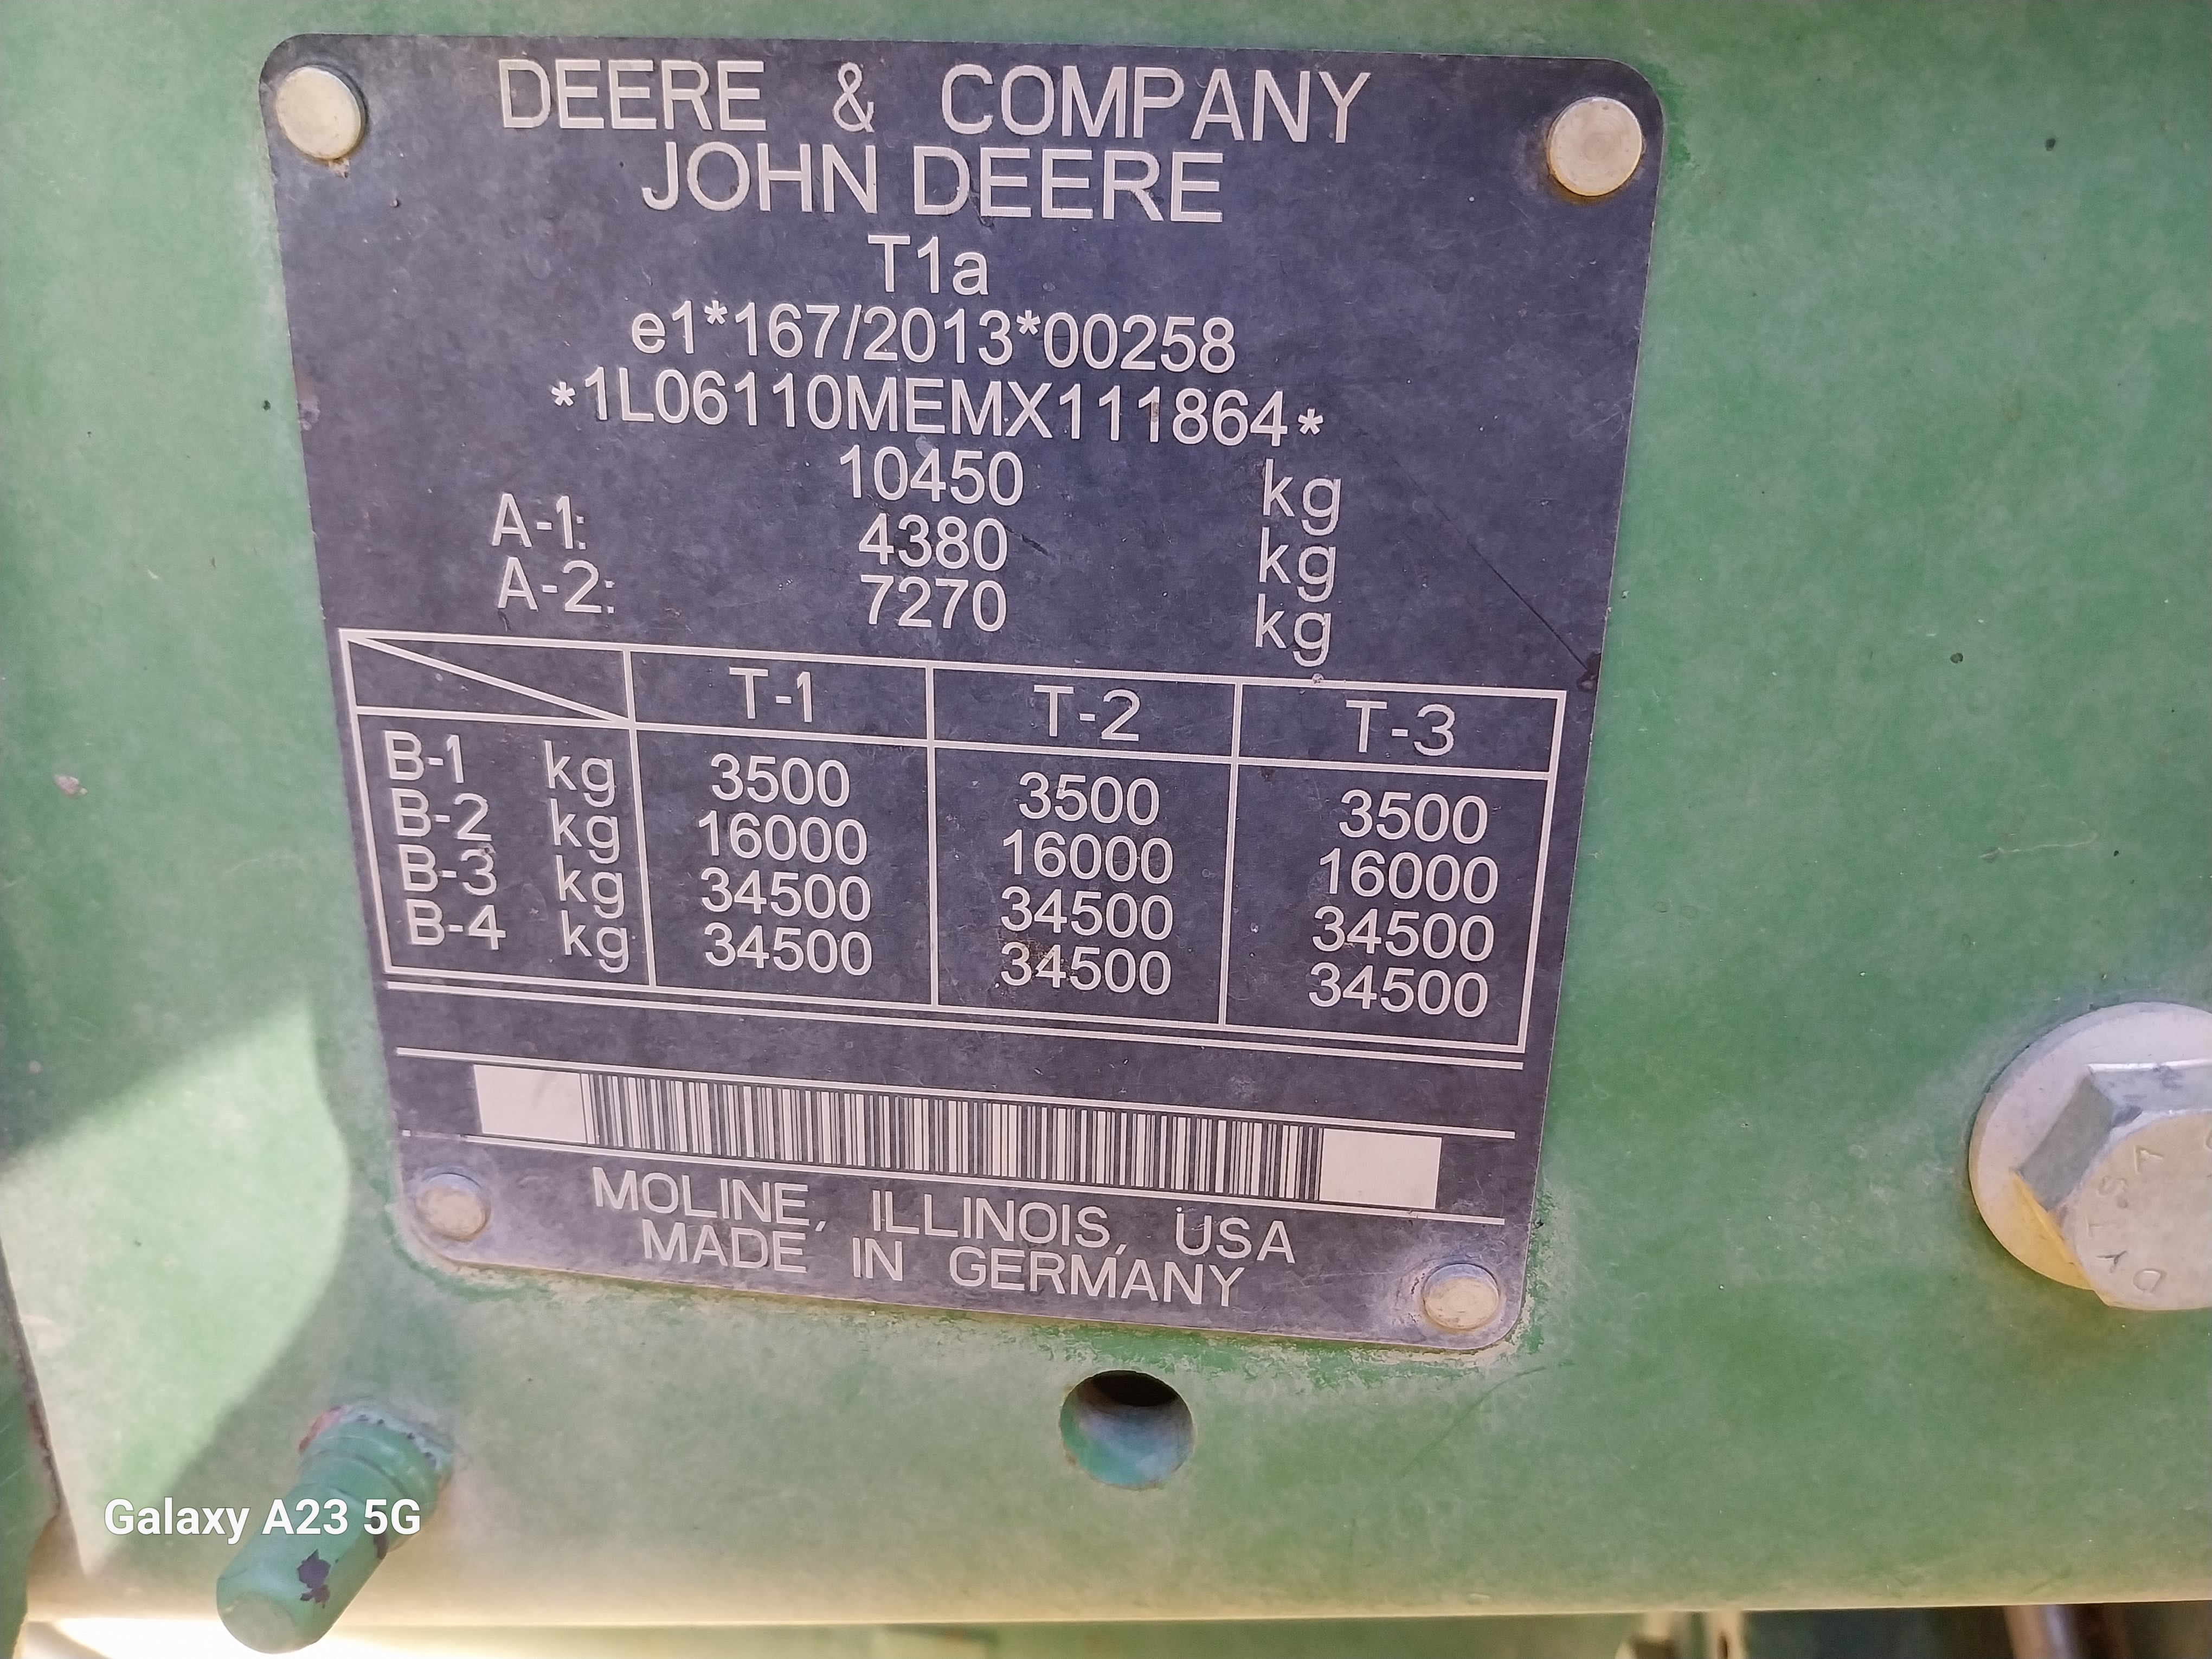 DEERE & COMPANY
JOHN DEERE
T1a
e1*167/2013*00258
*1L06110MEMX111864*
10450 kg
A-1: 4380 kg
A-2: 7270 kg
T-1 T-2 T-3
B-1 kg 3500 3500 3500
B-2 kg 16000 16000 16000
B-3 kg 34500 34500 34500
B-4 kg 34500 34500 34500
MOLINE, ILLINOIS, USA
MADE IN GERMANY
Galaxy A23 5G